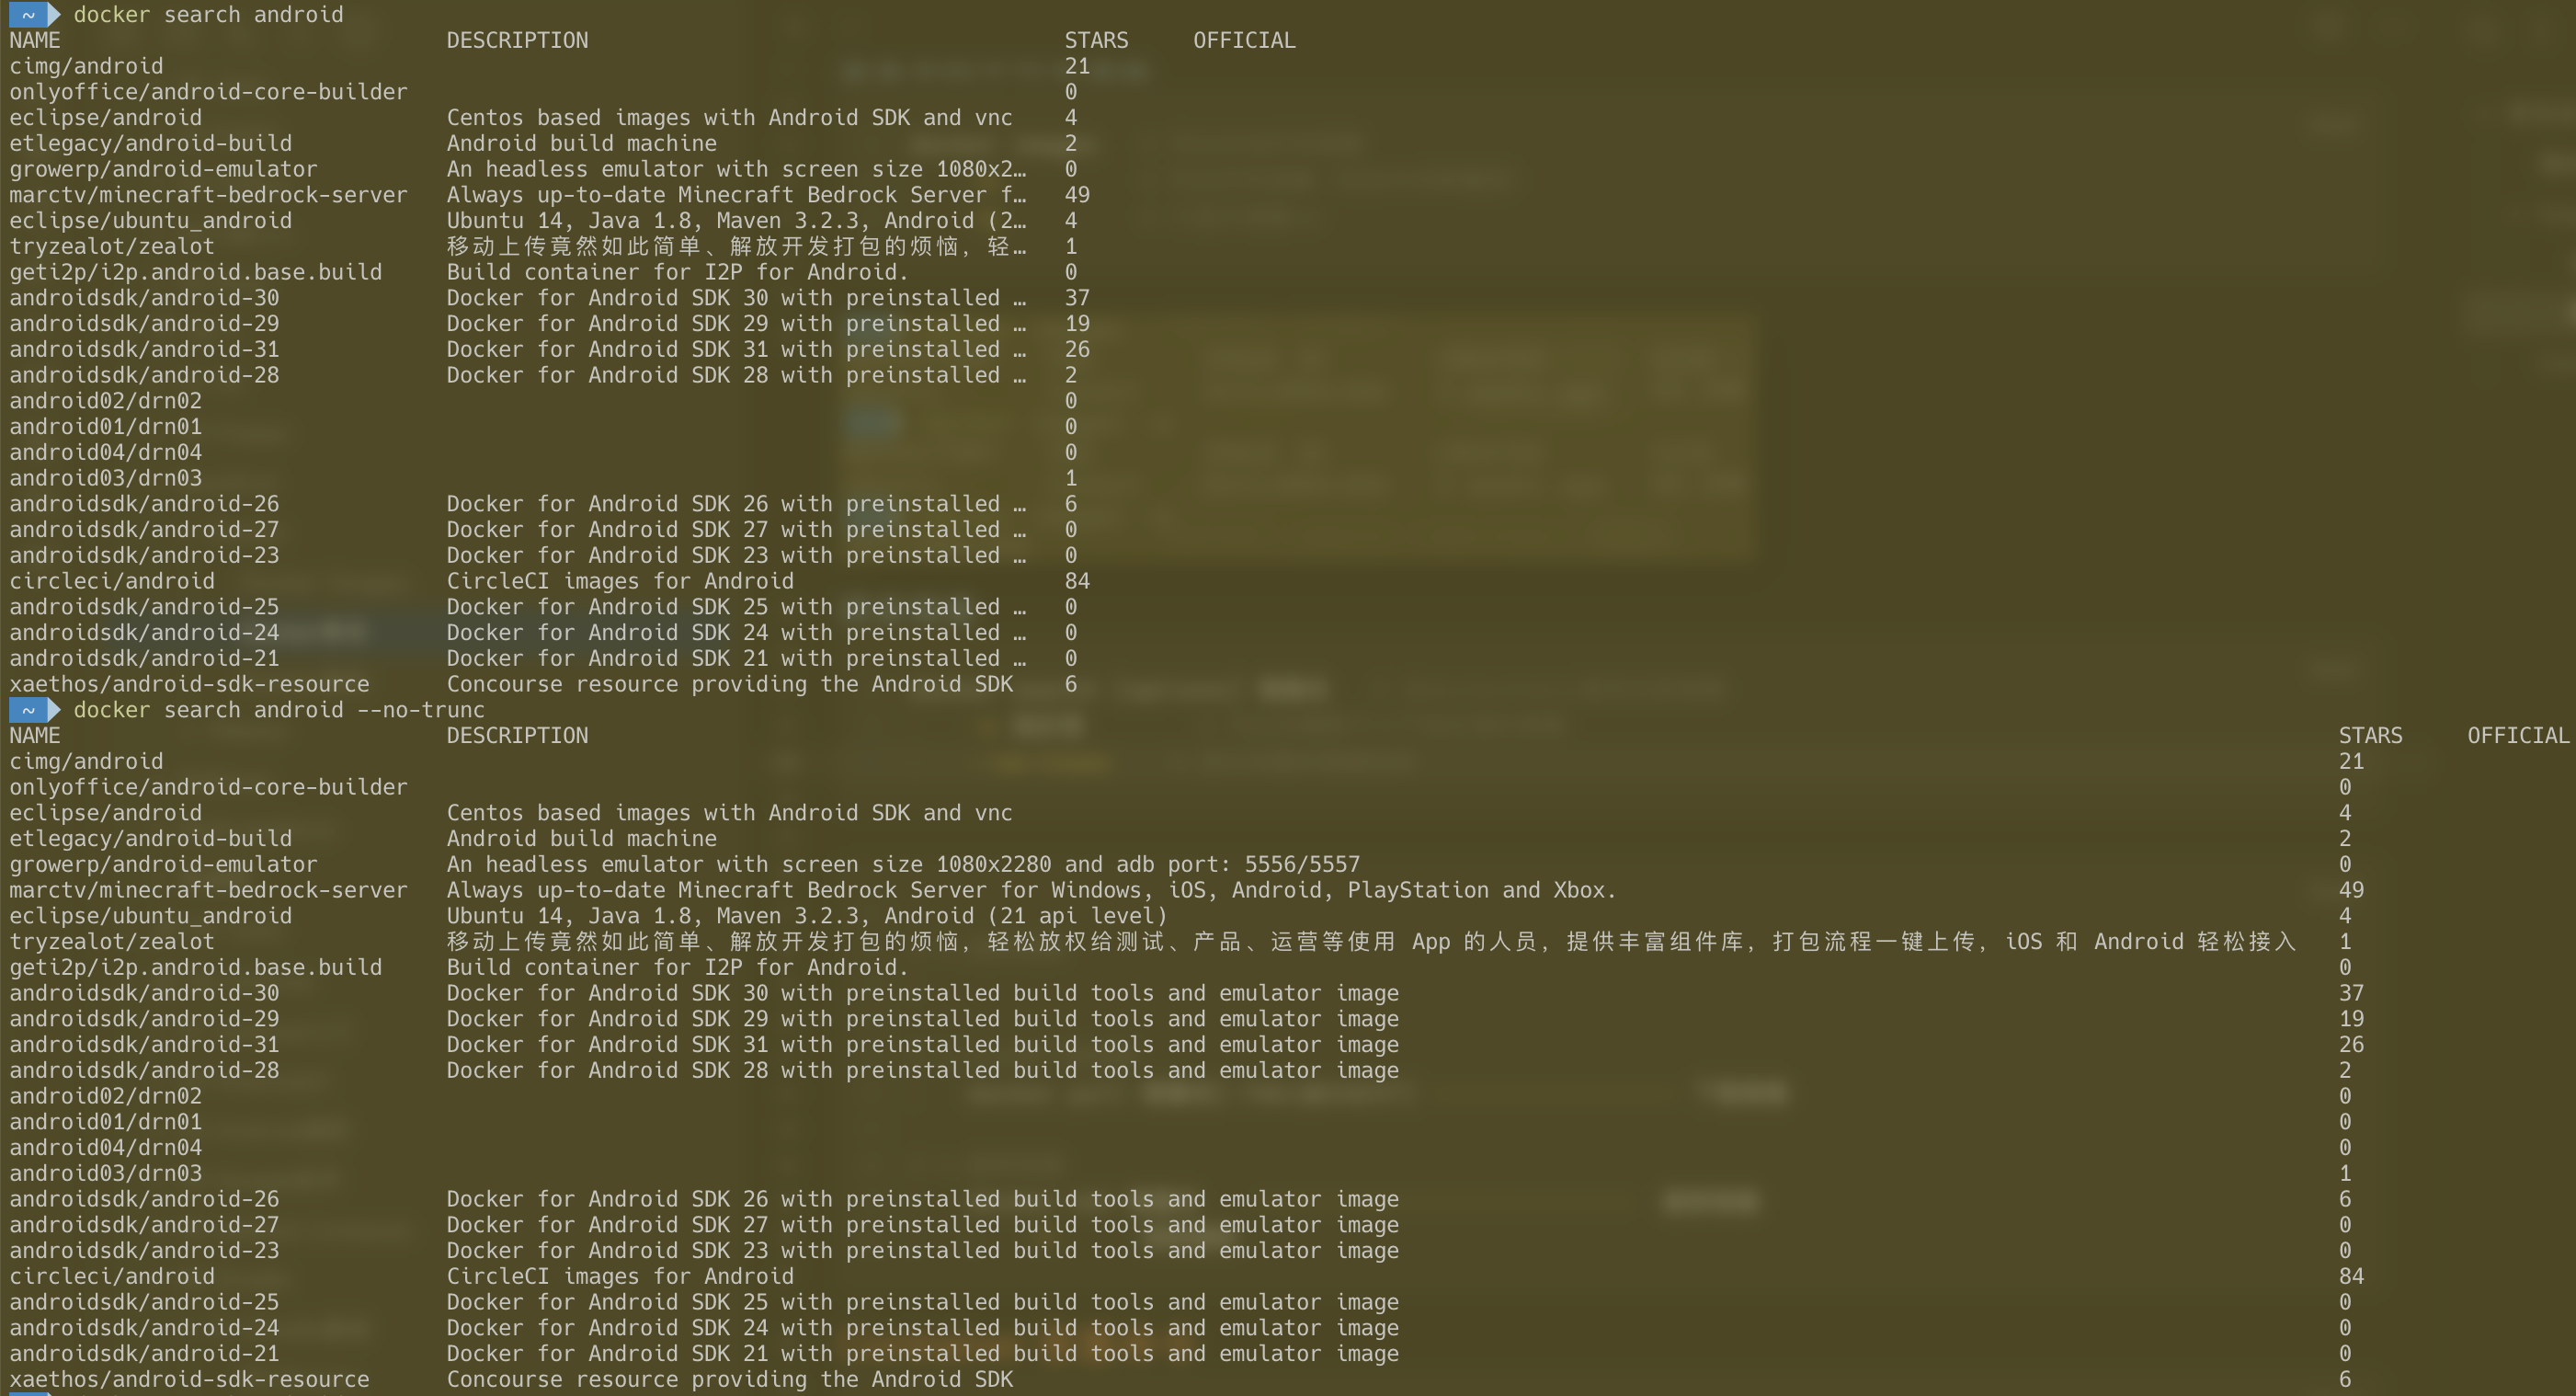 ~ docker search android
NAME DESCRIPTION STARS OFFICIAL
cimg/android 21
onlyoffice/android-core-builder 0
eclipse/android Centos based images with Android SDK and vnc 4
etlegacy/android-build Android build machine 2
growerp/android-emulator An headless emulator with screen size 1080x2… 0
marctv/minecraft-bedrock-server Always up-to-date Minecraft Bedrock Server f… 49
eclipse/ubuntu_android Ubuntu 14, Java 1.8, Maven 3.2.3, Android (2… 4
tryzealot/zealot 移动上传竟然如此简单、解放开发打包的烦恼，轻… 1
geti2p/i2p.android.base.build Build container for I2P for Android. 0
androidsdk/android-30 Docker for Android SDK 30 with preinstalled … 37
androidsdk/android-29 Docker for Android SDK 29 with preinstalled … 19
androidsdk/android-31 Docker for Android SDK 31 with preinstalled … 26
androidsdk/android-28 Docker for Android SDK 28 with preinstalled … 2
android02/drn02 0
android01/drn01 0
android04/drn04 0
android03/drn03 1
androidsdk/android-26 Docker for Android SDK 26 with preinstalled … 6
androidsdk/android-27 Docker for Android SDK 27 with preinstalled … 0
androidsdk/android-23 Docker for Android SDK 23 with preinstalled … 0
circleci/android CircleCI images for Android 84
androidsdk/android-25 Docker for Android SDK 25 with preinstalled … 0
androidsdk/android-24 Docker for Android SDK 24 with preinstalled … 0
androidsdk/android-21 Docker for Android SDK 21 with preinstalled … 0
xaethos/android-sdk-resource Concourse resource providing the Android SDK 6
~ docker search android --no-trunc
NAME DESCRIPTION STARS OFFICIAL
cimg/android 21
onlyoffice/android-core-builder 0
eclipse/android Centos based images with Android SDK and vnc 4
etlegacy/android-build Android build machine 2
growerp/android-emulator An headless emulator with screen size 1080x2280 and adb port: 5556/5557 0
marctv/minecraft-bedrock-server Always up-to-date Minecraft Bedrock Server for Windows, iOS, Android, PlayStation and Xbox. 49
eclipse/ubuntu_android Ubuntu 14, Java 1.8, Maven 3.2.3, Android (21 api level) 4
tryzealot/zealot 移动上传竟然如此简单、解放开发打包的烦恼，轻松放权给测试、产品、运营等使用 App 的人员，提供丰富组件库，打包流程一键上传，iOS 和 Android 轻松接入 1
geti2p/i2p.android.base.build Build container for I2P for Android. 0
androidsdk/android-30 Docker for Android SDK 30 with preinstalled build tools and emulator image 37
androidsdk/android-29 Docker for Android SDK 29 with preinstalled build tools and emulator image 19
androidsdk/android-31 Docker for Android SDK 31 with preinstalled build tools and emulator image 26
androidsdk/android-28 Docker for Android SDK 28 with preinstalled build tools and emulator image 2
android02/drn02 0
android01/drn01 0
android04/drn04 0
android03/drn03 1
androidsdk/android-26 Docker for Android SDK 26 with preinstalled build tools and emulator image 6
androidsdk/android-27 Docker for Android SDK 27 with preinstalled build tools and emulator image 0
androidsdk/android-23 Docker for Android SDK 23 with preinstalled build tools and emulator image 0
circleci/android CircleCI images for Android 84
androidsdk/android-25 Docker for Android SDK 25 with preinstalled build tools and emulator image 0
androidsdk/android-24 Docker for Android SDK 24 with preinstalled build tools and emulator image 0
androidsdk/android-21 Docker for Android SDK 21 with preinstalled build tools and emulator image 0
xaethos/android-sdk-resource Concourse resource providing the Android SDK 6